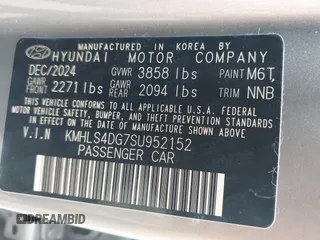 MANUFACTURED IN KOREA BY
HYUNDAI MOTOR COMPANY
DEC/2024 GVWR 3858 lbs PAINT M6T
GAWR FRONT 2271 lbs GAWR REAR 2094 lbs TRIM NNB
THIS VEHICLE CONFORMS TO ALL APPLICABLE
FEDERAL MOTOR VEHICLE SAFETY, BUMPER, AND
THEFT PREVENTION STANDARDS IN EFFECT ON
THE DATE OF MANUFACTURE SHOWN ABOVE.
V.I.N KMHLS4DG7SU952152
PASSENGER CAR
AUTOBIDMASTER